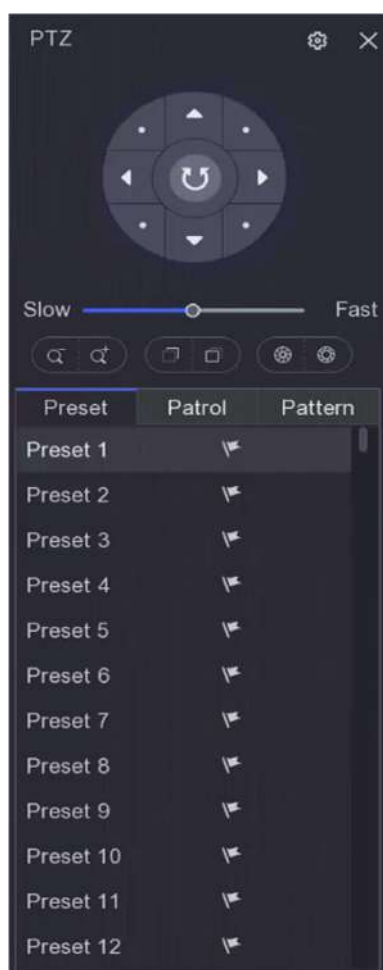 PTZ
Slow Fast
Preset Patrol Pattern
Preset 1
Preset 2
Preset 3
Preset 4
Preset 5
Preset 6
Preset 7
Preset 8
Preset 9
Preset 10
Preset 11
Preset 12